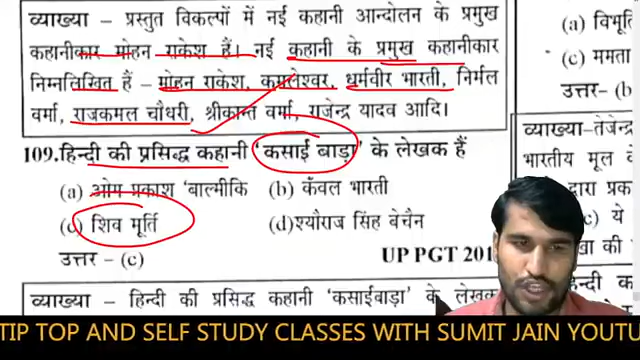 व्याख्या – प्रस्तुत विकल्पों में नई कहानी आन्दोलन के प्रमुख
कहानीकार मोहन राकेश हैं। नई कहानी के प्रमुख कहानीकार
निम्नलिखित हैं – मोहन राकेश, कमलेश्वर, धर्मवीर भारती, निर्मल
वर्मा, राजकमल चौधरी, श्रीकान्त वर्मा, राजेन्द्र यादव आदि।
109. हिन्दी की प्रसिद्ध कहानी 'कसाई बाड़ा' के लेखक हैं
(a) ओम प्रकाश 'बाल्मीकि (b) कँवल भारती
(c) शिव मूर्ति (d) श्यौराज सिंह वेचैन
उत्तर – (c) UP PGT 201
व्याख्या – हिन्दी की प्रसिद्ध कहानी 'कसाईबाड़ा' के लेखक
(a) विभूति
(c) ममता
उत्तर– (b
व्याख्या– तेजेन्
भारतीय मूल के
द्वारा प्रक
(c) ये
TIP TOP AND SELF STUDY CLASSES WITH SUMIT JAIN YOUTU